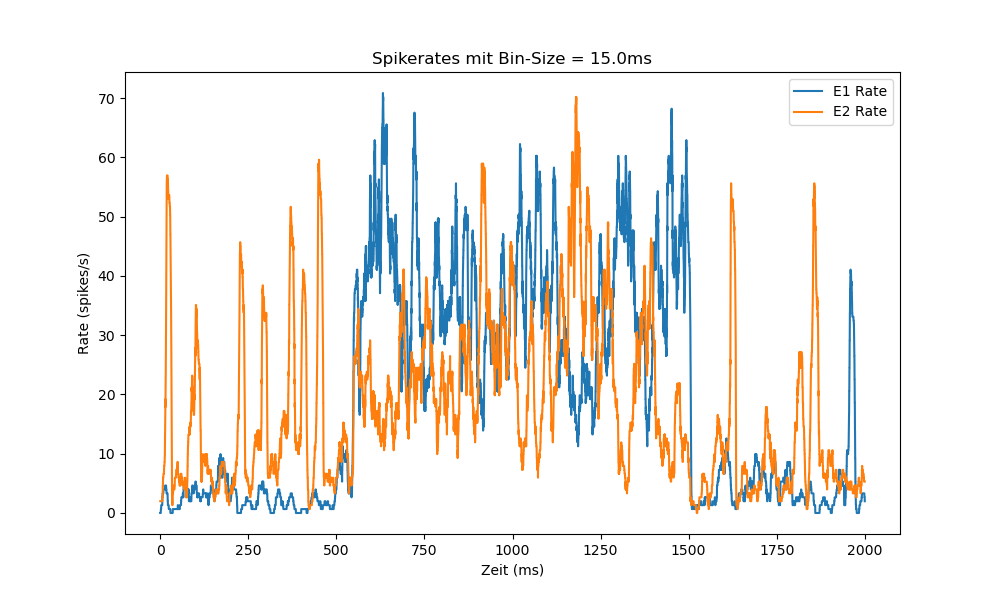 Spikerates mit Bin-Size = 15.0ms
E1 Rate
E2 Rate
70
60
50
40
30
20
10
0
Rate (spikes/s)
0 250 500 750 1000 1250 1500 1750 2000
Zeit (ms)